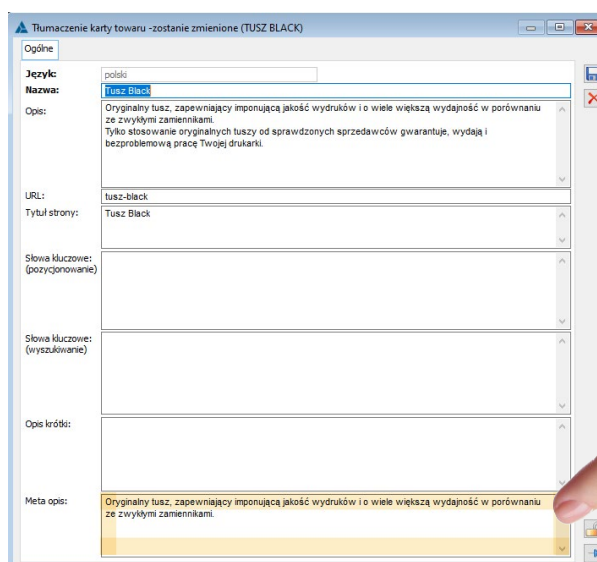 Tłumaczenie karty towaru -zostanie zmienione (TUSZ BLACK)
Ogólne
Język:
polski
Nazwa:
Tusz Black
Opis:
Oryginalny tusz, zapewniający imponującą jakość wydruków i o wiele większą wydajność w porównaniu
ze zwykłymi zamiennikami.
Tylko stosowanie oryginalnych tuszy od sprawdzonych sprzedawców gwarantuje, wydają i
bezproblemową pracę Twojej drukarki.
URL:
tusz-black
Tytuł strony:
Tusz Black
Słowa kluczowe:
(pozycjonowanie)
Słowa kluczowe:
(wyszukiwanie)
Opis krótki:
Meta opis:
Oryginalny tusz, zapewniający imponującą jakość wydruków i o wiele większą wydajność w porównaniu
ze zwykłymi zamiennikami.